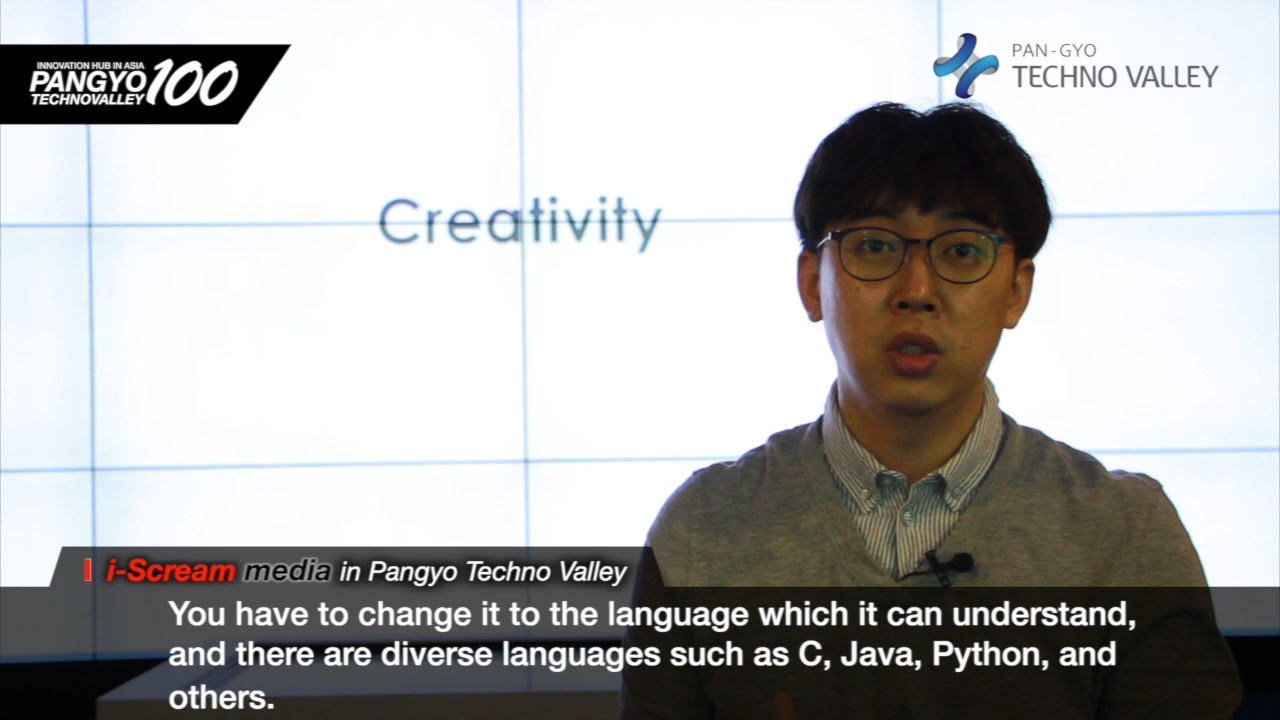 INNOVATION HUB IN ASIA
PANGYO
TECHNOVALLEY
100
PAN-GYO
TECHNO VALLEY
Creativity
i-Scream media in Pangyo Techno Valley
You have to change it to the language which it can understand,
and there are diverse languages such as C, Java, Python, and
others.